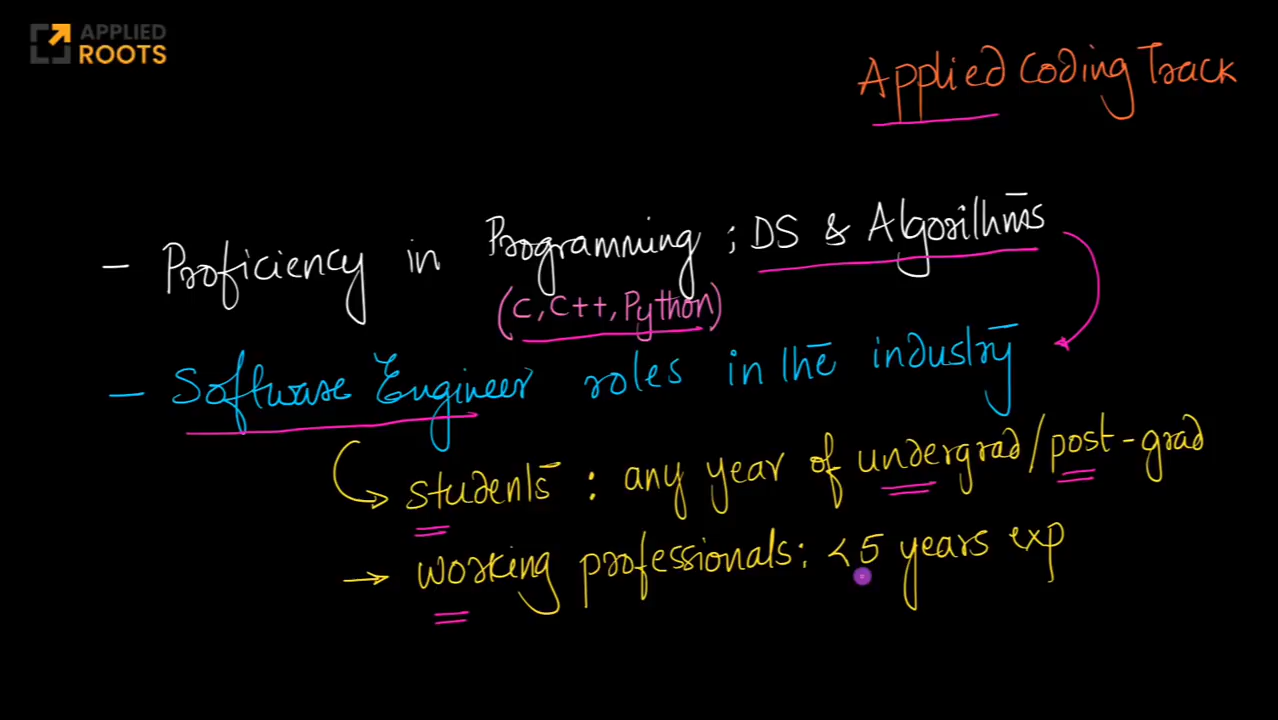 APPLIED
ROOTS
Applied Coding Track
- Proficiency in Programming ; DS & Algorithms
(C, C++, Python)
- Software Engineer roles in the industry
→ students : any year of undergrad/post-grad
→ working professionals: <5 years exp